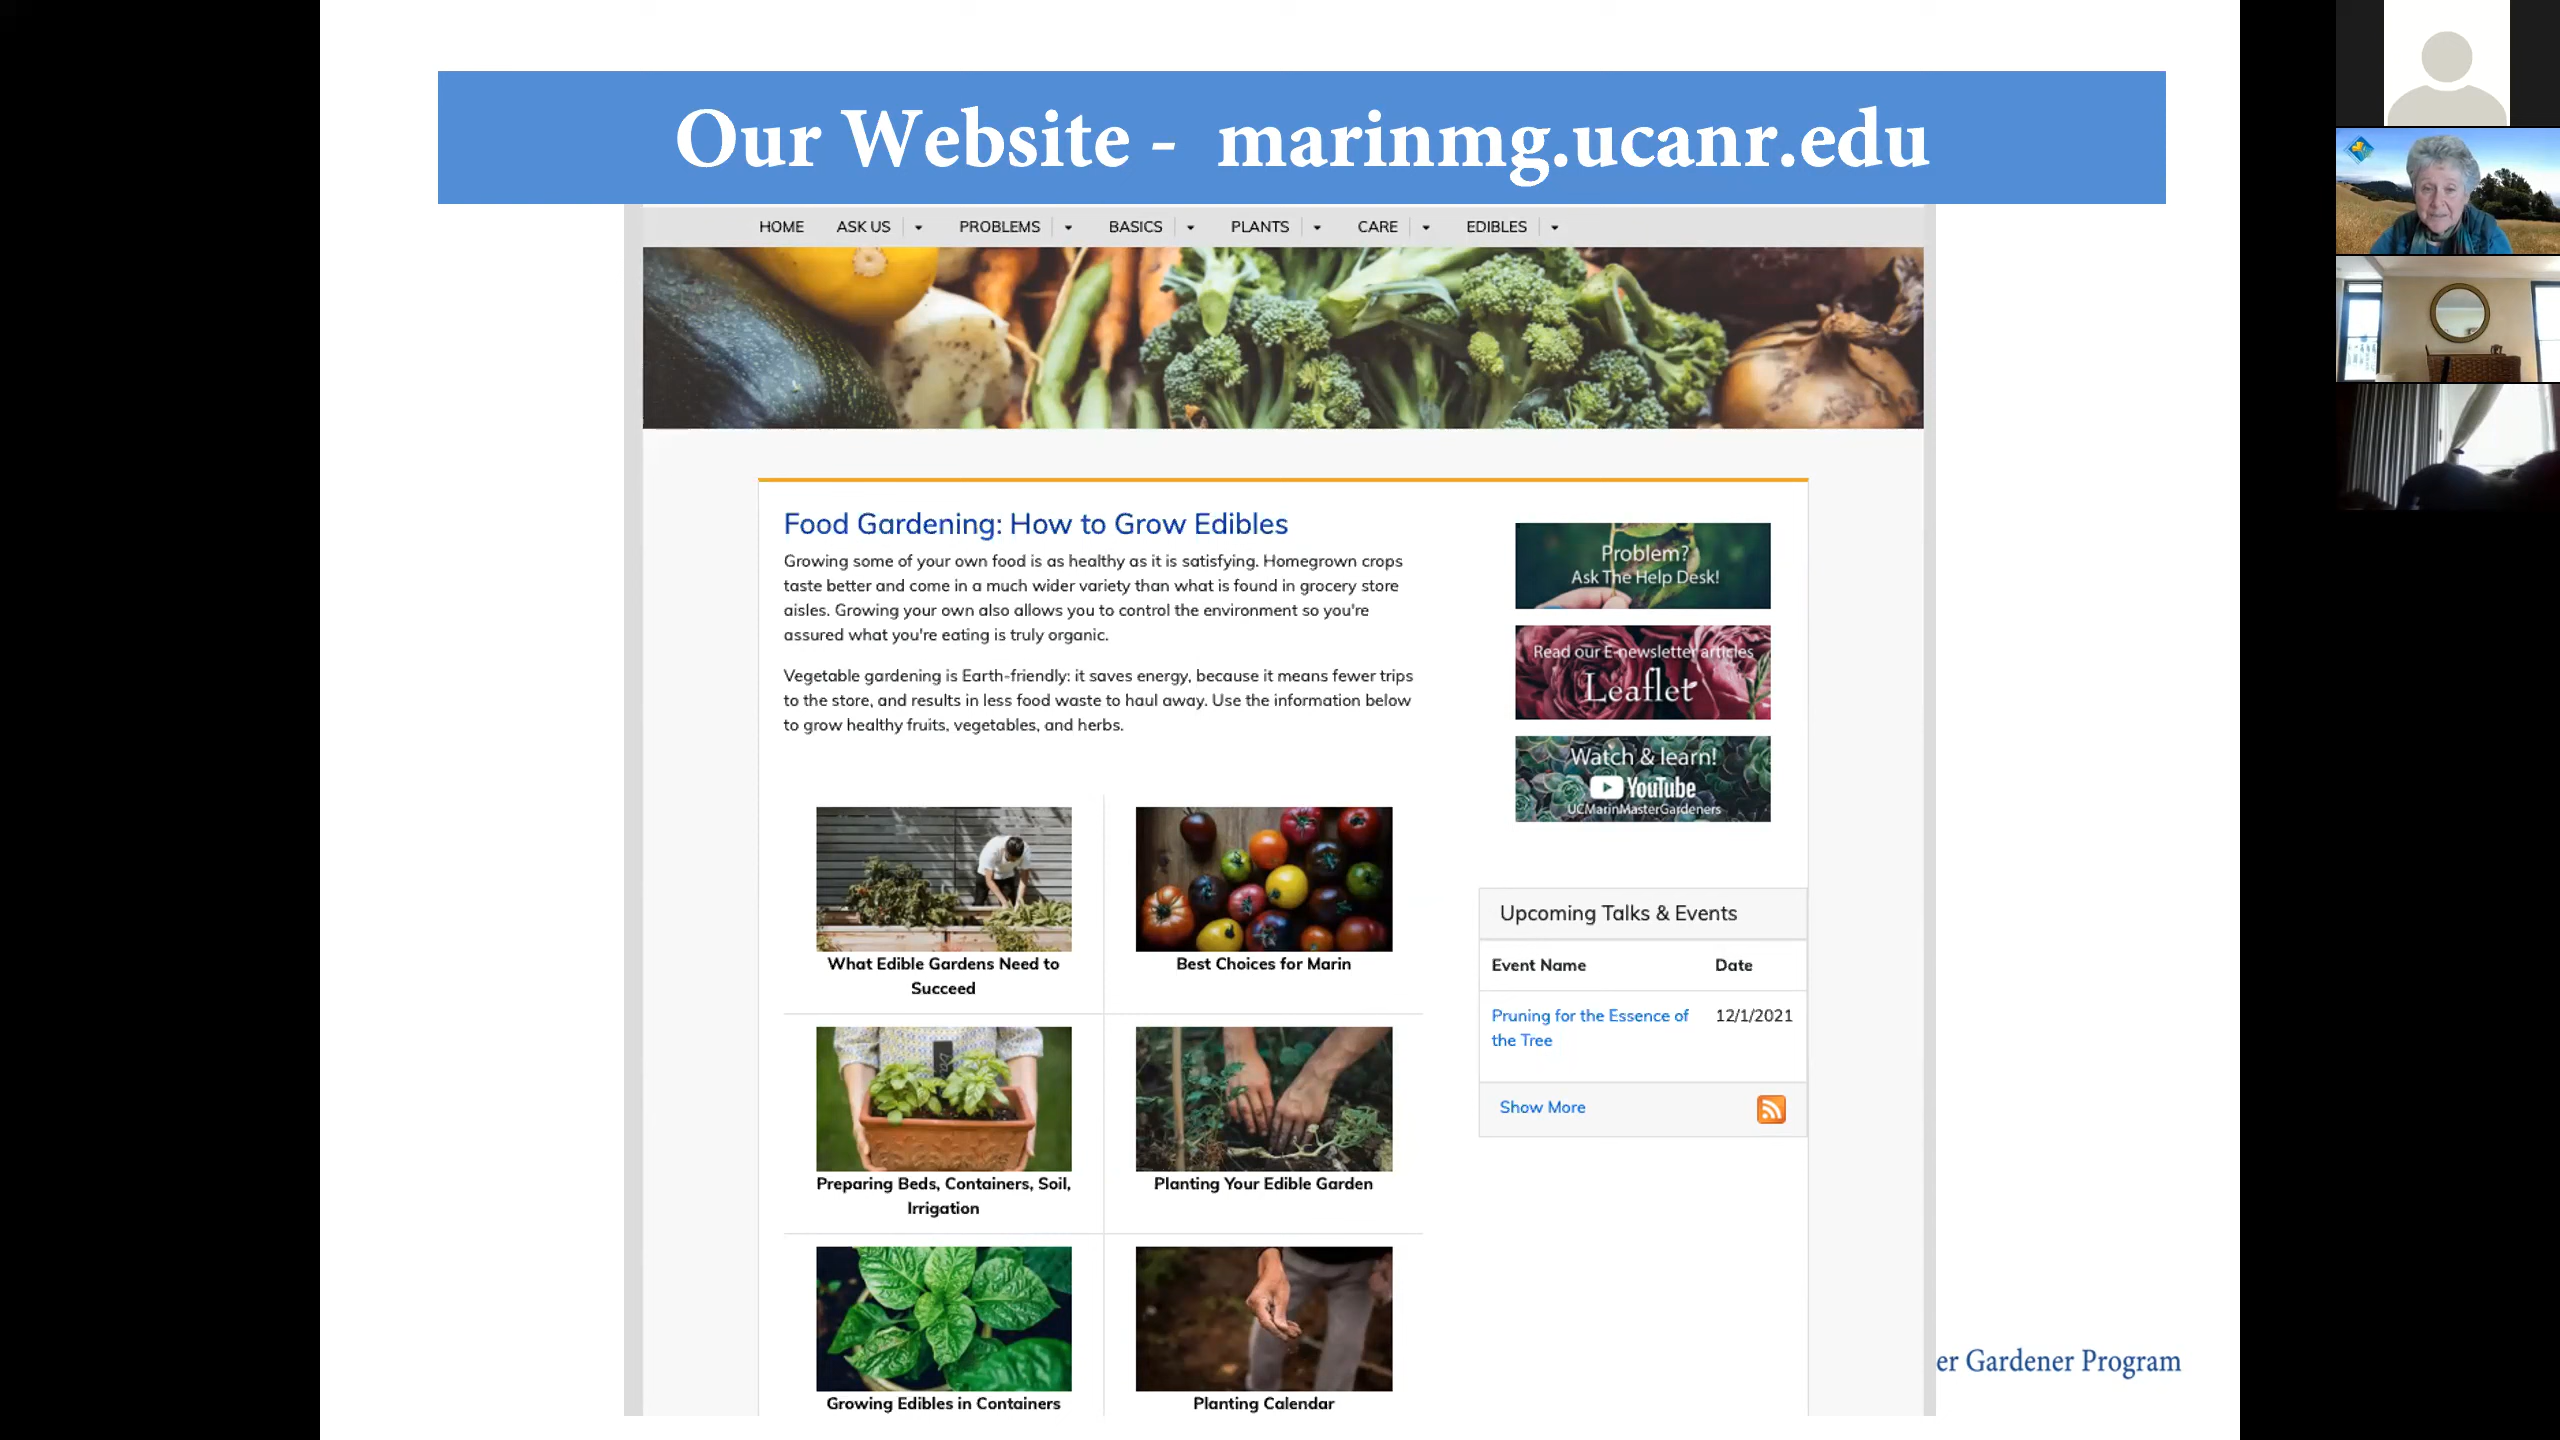 Our Website - marinmg.ucanr.edu
HOME ASK US PROBLEMS BASICS PLANTS CARE EDIBLES
Food Gardening: How to Grow Edibles
Growing some of your own food is as healthy as it is satisfying. Homegrown crops
taste better and come in a much wider variety than what is found in grocery store
aisles. Growing your own also allows you to control the environment so you're
assured what you're eating is truly organic.
Vegetable gardening is Earth-friendly: it saves energy, because it means fewer trips
to the store, and results in less food waste to haul away. Use the information below
to grow healthy fruits, vegetables, and herbs.
What Edible Gardens Need to
Succeed
Best Choices for Marin
Preparing Beds, Containers, Soil,
Irrigation
Planting Your Edible Garden
Growing Edibles in Containers
Planting Calendar
Problem?
Ask The Help Desk!
Read our E-newsletter articles
Leaflet
Watch & learn!
YouTube
UCMarinMasterGardeners
Upcoming Talks & Events
Event Name Date
Pruning for the Essence of 12/1/2021
the Tree
Show More
er Gardener Program